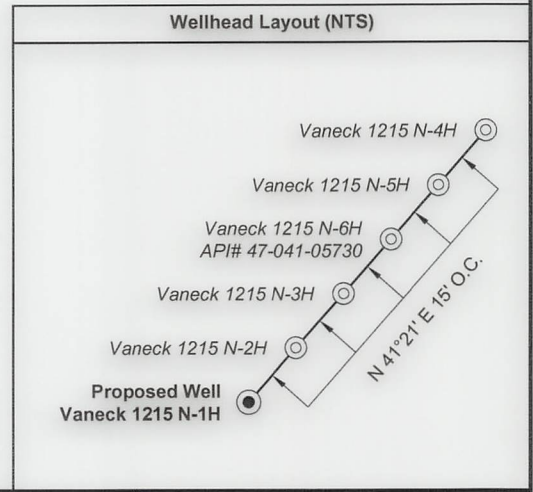 Wellhead Layout (NTS)
Vaneck 1215 N-4H
Vaneck 1215 N-5H
Vaneck 1215 N-6H
API# 47-041-05730
Vaneck 1215 N-3H
N 41°21' E 15' O.C.
Vaneck 1215 N-2H
Proposed Well
Vaneck 1215 N-1H